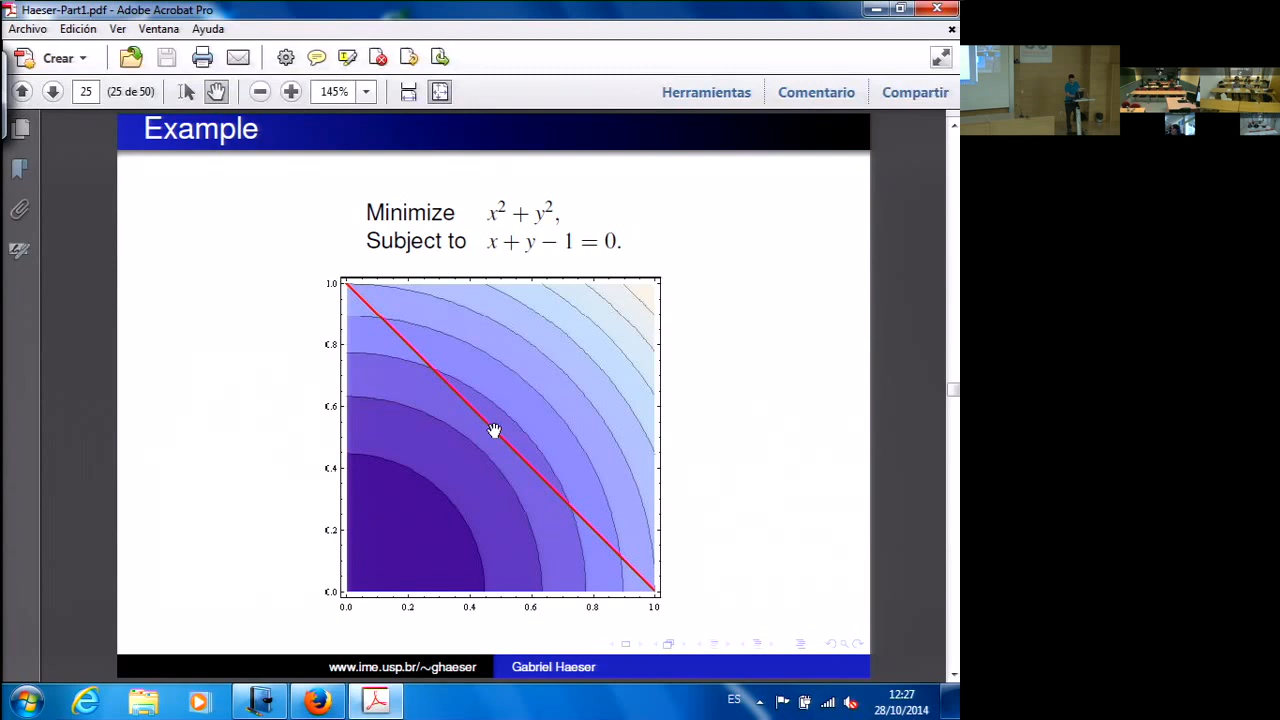 Haeser-Part1.pdf - Adobe Acrobat Pro
Archivo Edición Ver Ventana Ayuda
Crear
25 (25 de 50) 145% Herramientas Comentario Compartir
Example
Minimize x² + y²,
Subject to x + y − 1 = 0.
1.0
0.8
0.6
0.4
0.2
0.0
0.0 0.2 0.4 0.6 0.8 1.0
www.ime.usp.br/~ghaeser Gabriel Haeser
ES 12:27
28/10/2014